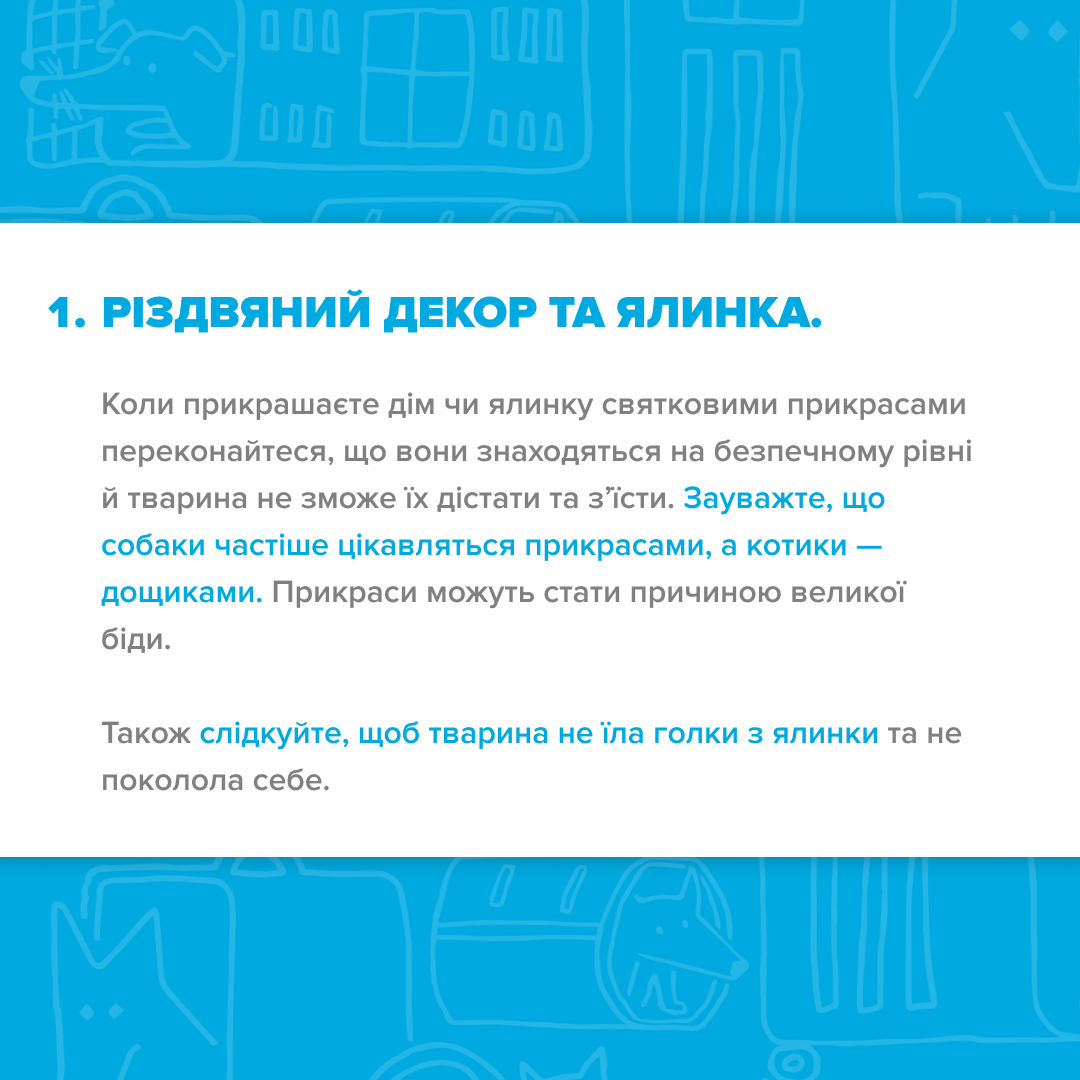 1. РІЗДВЯНИЙ ДЕКОР ТА ЯЛИНКА.
Коли прикрашаєте дім чи ялинку святковими прикрасами
переконайтеся, що вони знаходяться на безпечному рівні
й тварина не зможе їх дістати та з’їсти. Зауважте, що
собаки частіше цікавляться прикрасами, а котики —
дощиками. Прикраси можуть стати причиною великої
біди.
Також слідкуйте, щоб тварина не їла голки з ялинки та не
поколола себе.